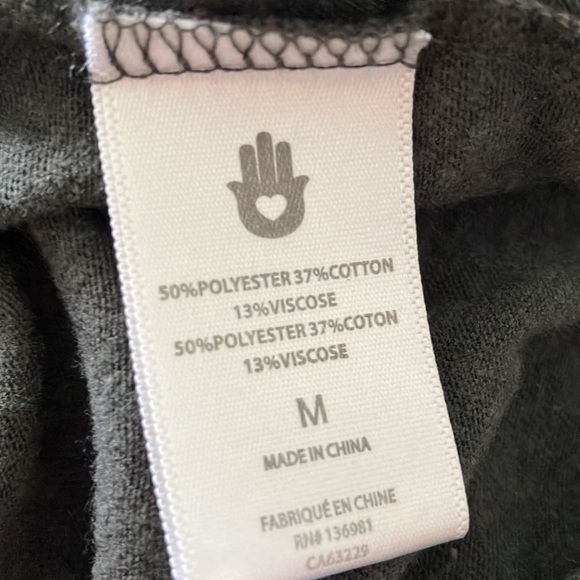 50%POLYESTER 37%COTTON
13%VISCOSE
50%POLYESTER 37%COTON
13%VISCOSE
M
MADE IN CHINA
FABRIQUÉ EN CHINE
RN# 136981
CA63229